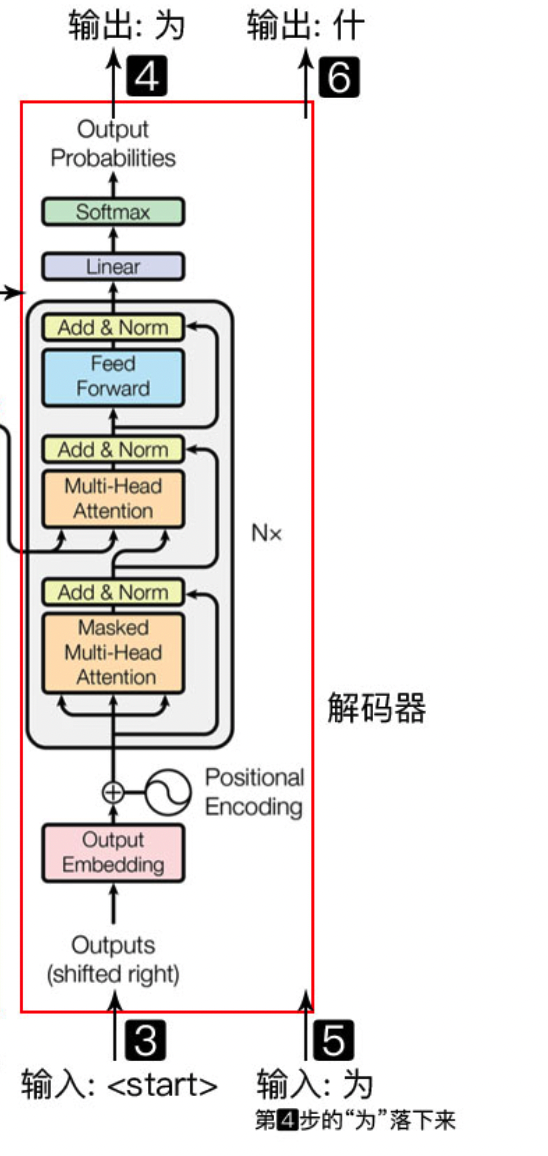 输出: 为
输出: 什
4
6
Output
Probabilities
Softmax
Linear
Add & Norm
Feed
Forward
Add & Norm
Multi-Head
Attention
N×
Add & Norm
Masked
Multi-Head
Attention
解码器
Positional
Encoding
Output
Embedding
Outputs
(shifted right)
3
5
输入: <start>
输入: 为
第4步的“为”落下来